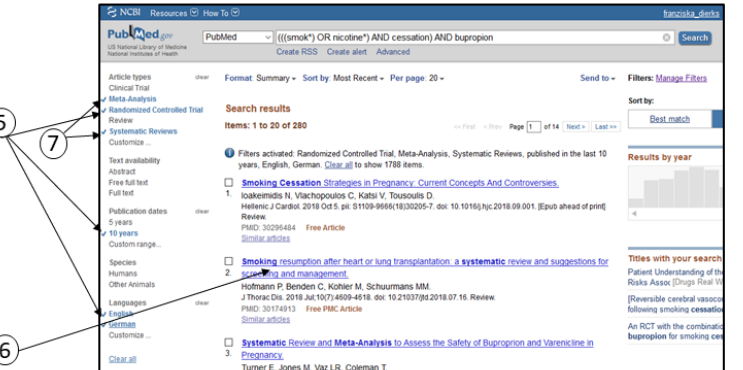 NCBI Resources How To franziska_dierks
PubMed.gov PubMed (((smok*) OR nicotine*) AND cessation) AND bupropion Search
US National Library of Medicine
National Institutes of Health
Create RSS Create alert Advanced
Article types clear
Clinical Trial
Meta-Analysis
Randomized Controlled Trial
Review
Systematic Reviews
Customize ...
Text availability
Abstract
Free full text
Full text
Publication dates clear
5 years
10 years
Custom range...
Species
Humans
Other Animals
Languages clear
English
German
Customize ...
Clear all
5
7
6
Format: Summary Sort by: Most Recent Per page: 20 Send to
Search results
Items: 1 to 20 of 280 << First < Prev Page 1 of 14 Next > Last >>
Filters activated: Randomized Controlled Trial, Meta-Analysis, Systematic Reviews, published in the last 10
years, English, German. Clear all to show 1788 items.
Smoking Cessation Strategies in Pregnancy: Current Concepts And Controversies.
1. Ioakeimidis N, Vlachopoulos C, Katsi V, Tousoulis D.
Hellenic J Cardiol. 2018 Oct 5. pii: S1109-9666(18)30205-7. doi: 10.1016/j.hjc.2018.09.001. [Epub ahead of print]
Review.
PMID: 30296484 Free Article
Similar articles
Smoking resumption after heart or lung transplantation: a systematic review and suggestions for
2. screening and management.
Hofmann P, Benden C, Kohler M, Schuurmans MM.
J Thorac Dis. 2018 Jul;10(7):4609-4618. doi: 10.21037/jtd.2018.07.16. Review.
PMID: 30174913 Free PMC Article
Similar articles
Systematic Review and Meta-Analysis to Assess the Safety of Buproprion and Varenicline in
3. Pregnancy.
Turner E, Jones M, Vaz LR, Coleman T.
Filters: Manage Filters
Sort by:
Best match
Results by year
Titles with your search
Patient Understanding of the
Risks Assoc [Drugs Real W
[Reversible cerebral vasocor
following smoking cessation
An RCT with the combinatio
bupropion for smoking ces